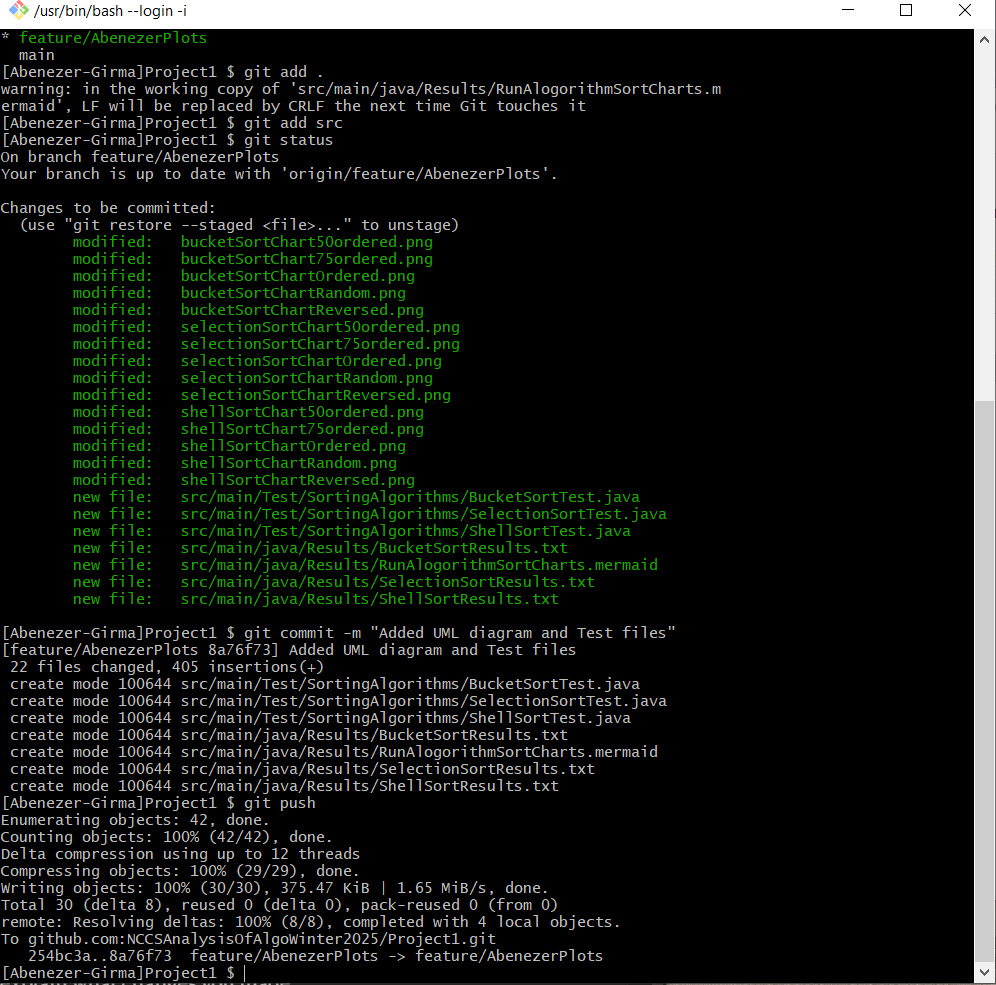 /usr/bin/bash --login -i
* feature/AbenezerPlots
  main
[Abenezer-Girma]Project1 $ git add .
warning: in the working copy of 'src/main/java/Results/RunAlogorithmSortCharts.m
ermaid', LF will be replaced by CRLF the next time Git touches it
[Abenezer-Girma]Project1 $ git add src
[Abenezer-Girma]Project1 $ git status
On branch feature/AbenezerPlots
Your branch is up to date with 'origin/feature/AbenezerPlots'.

Changes to be committed:
  (use "git restore --staged <file>..." to unstage)
        modified:   bucketSortChart50ordered.png
        modified:   bucketSortChart75ordered.png
        modified:   bucketSortChartOrdered.png
        modified:   bucketSortChartRandom.png
        modified:   bucketSortChartReversed.png
        modified:   selectionSortChart50ordered.png
        modified:   selectionSortChart75ordered.png
        modified:   selectionSortChartOrdered.png
        modified:   selectionSortChartRandom.png
        modified:   selectionSortChartReversed.png
        modified:   shellSortChart50ordered.png
        modified:   shellSortChart75ordered.png
        modified:   shellSortChartOrdered.png
        modified:   shellSortChartRandom.png
        modified:   shellSortChartReversed.png
        new file:   src/main/Test/SortingAlgorithms/BucketSortTest.java
        new file:   src/main/Test/SortingAlgorithms/SelectionSortTest.java
        new file:   src/main/Test/SortingAlgorithms/ShellSortTest.java
        new file:   src/main/java/Results/BucketSortResults.txt
        new file:   src/main/java/Results/RunAlogorithmSortCharts.mermaid
        new file:   src/main/java/Results/SelectionSortResults.txt
        new file:   src/main/java/Results/ShellSortResults.txt

[Abenezer-Girma]Project1 $ git commit -m "Added UML diagram and Test files"
[feature/AbenezerPlots 8a76f73] Added UML diagram and Test files
 22 files changed, 405 insertions(+)
 create mode 100644 src/main/Test/SortingAlgorithms/BucketSortTest.java
 create mode 100644 src/main/Test/SortingAlgorithms/SelectionSortTest.java
 create mode 100644 src/main/Test/SortingAlgorithms/ShellSortTest.java
 create mode 100644 src/main/java/Results/BucketSortResults.txt
 create mode 100644 src/main/java/Results/RunAlogorithmSortCharts.mermaid
 create mode 100644 src/main/java/Results/SelectionSortResults.txt
 create mode 100644 src/main/java/Results/ShellSortResults.txt
[Abenezer-Girma]Project1 $ git push
Enumerating objects: 42, done.
Counting objects: 100% (42/42), done.
Delta compression using up to 12 threads
Compressing objects: 100% (29/29), done.
Writing objects: 100% (30/30), 375.47 KiB | 1.65 MiB/s, done.
Total 30 (delta 8), reused 0 (delta 0), pack-reused 0 (from 0)
remote: Resolving deltas: 100% (8/8), completed with 4 local objects.
To github.com:NCCSAnalysisOfAlgoWinter2025/Project1.git
   254bc3a..8a76f73  feature/AbenezerPlots -> feature/AbenezerPlots
[Abenezer-Girma]Project1 $